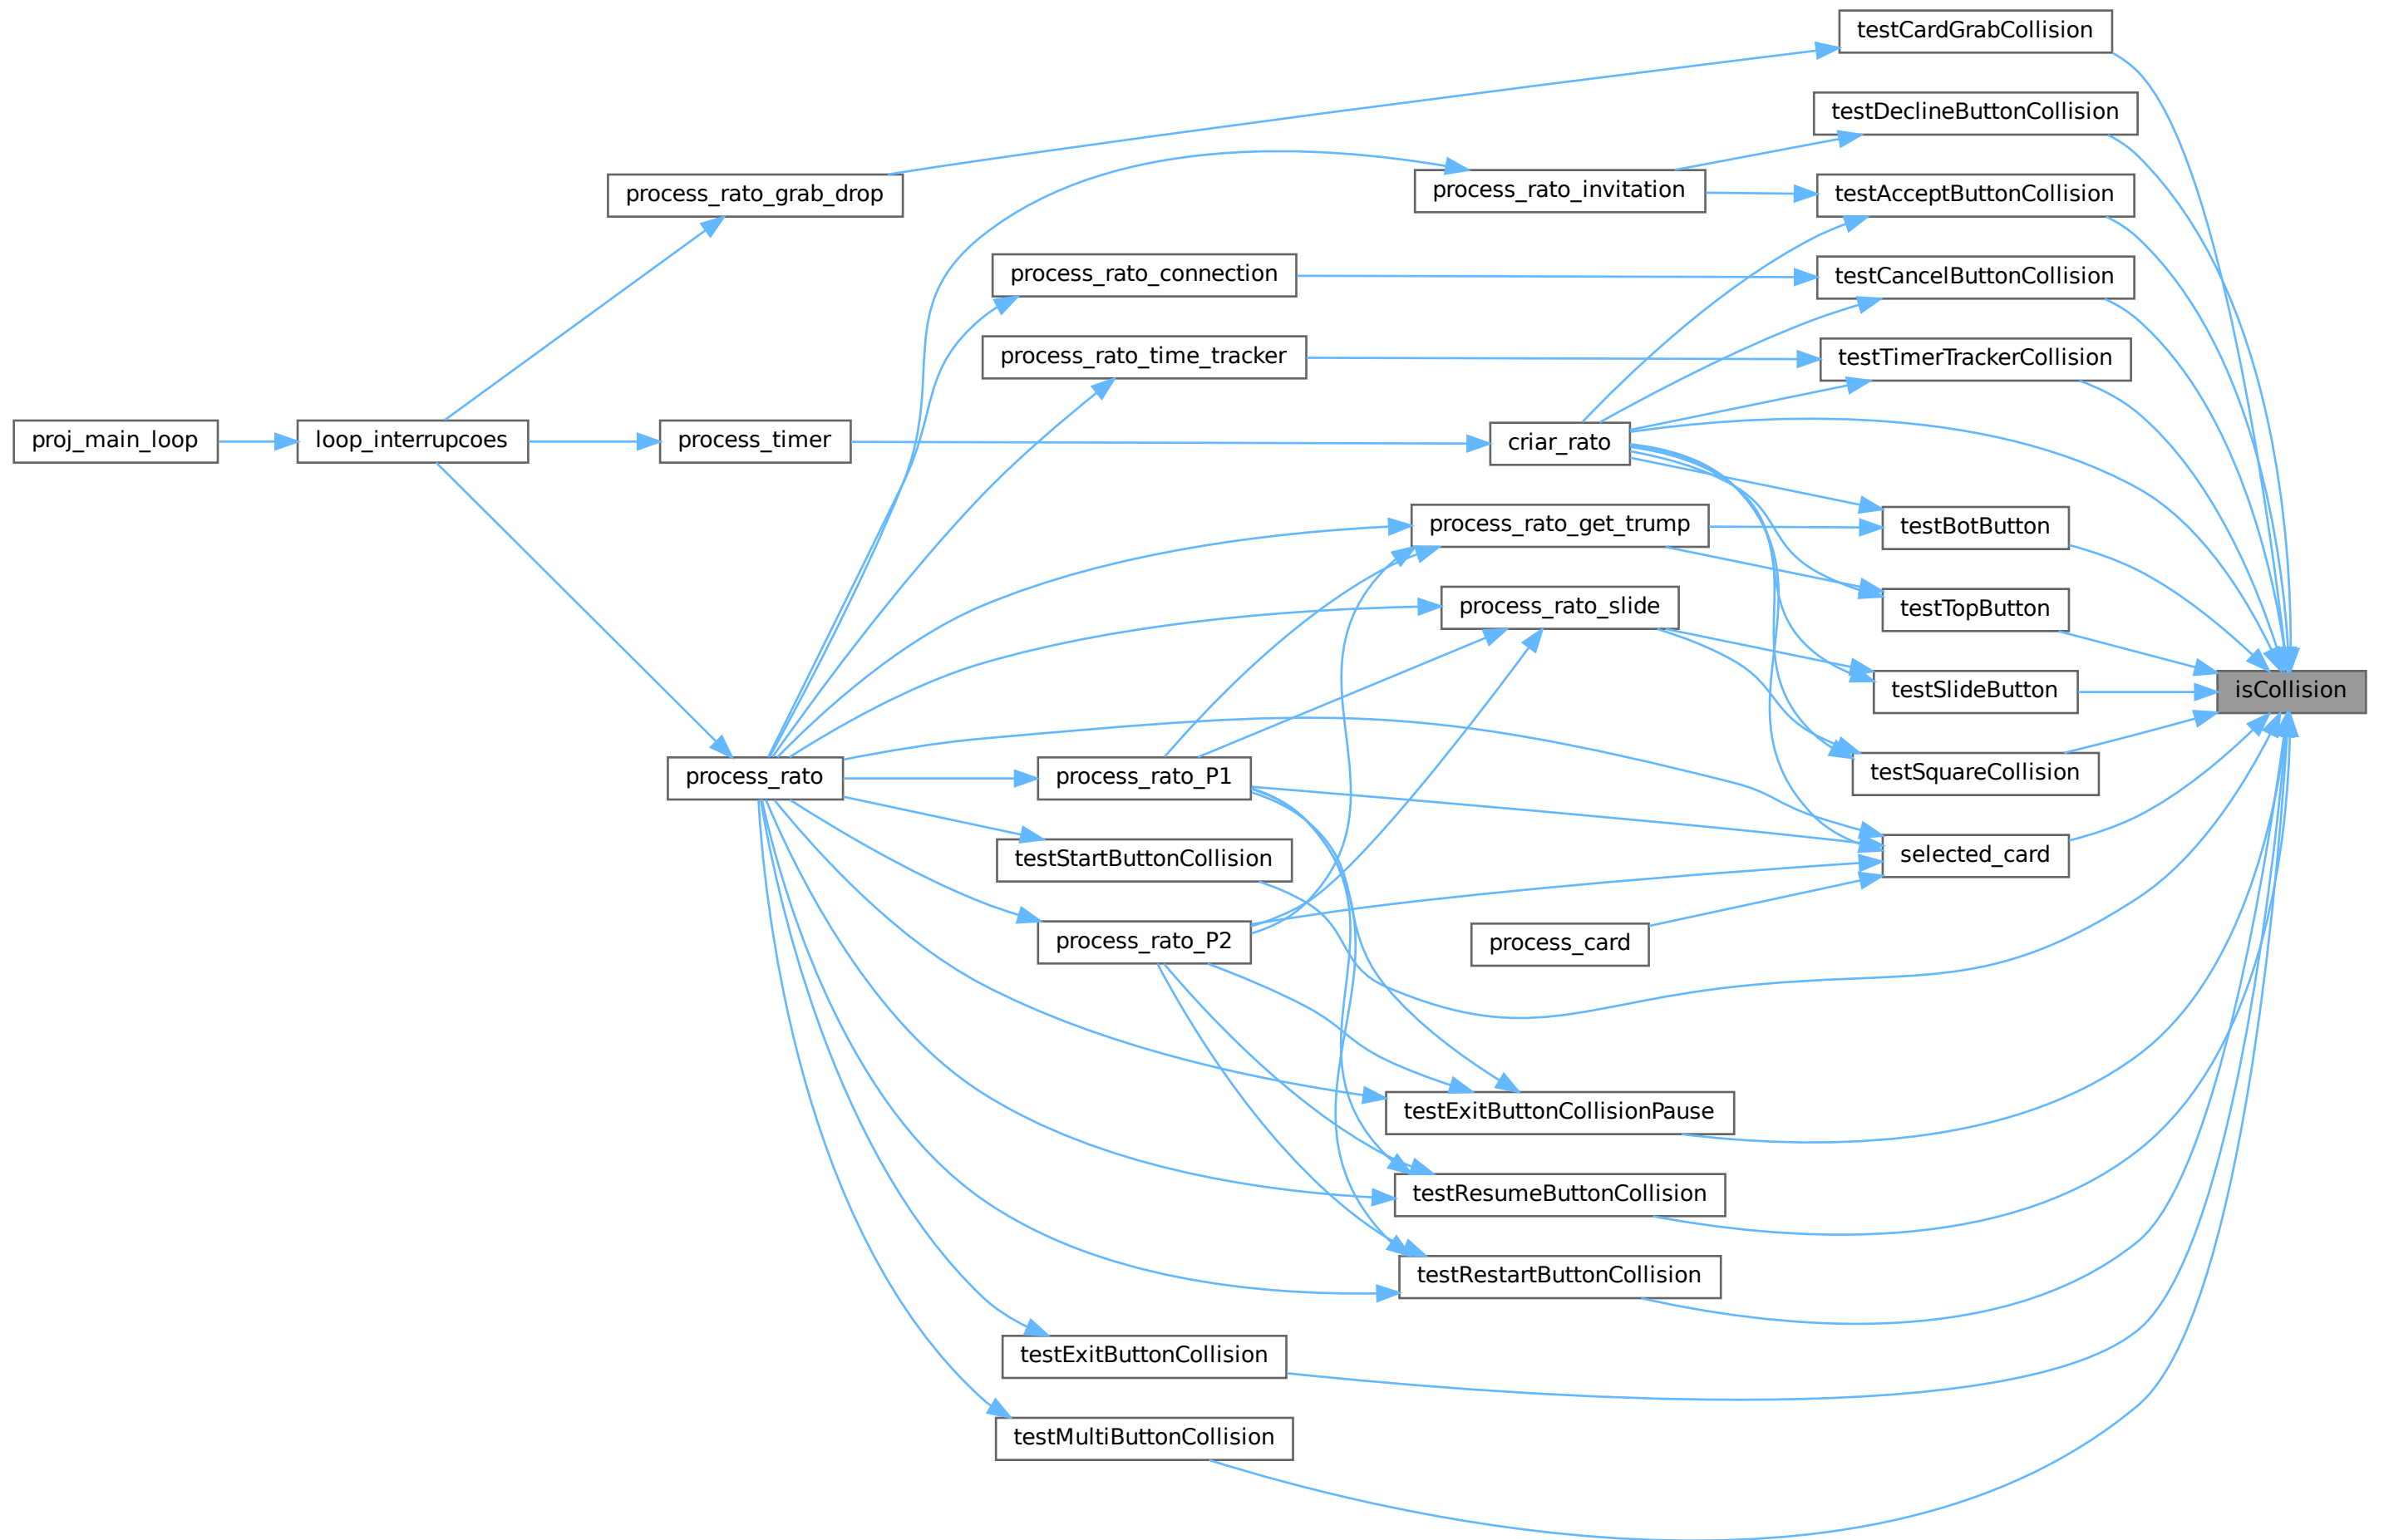 testCardGrabCollision
testDeclineButtonCollision
process_rato_grab_drop
process_rato_invitation
testAcceptButtonCollision
process_rato_connection
testCancelButtonCollision
process_rato_time_tracker
testTimerTrackerCollision
proj_main_loop
loop_interrupcoes
process_timer
criar_rato
process_rato_get_trump
testBotButton
process_rato_slide
testTopButton
testSlideButton
isCollision
process_rato
process_rato_P1
testSquareCollision
testStartButtonCollision
selected_card
process_rato_P2
process_card
testExitButtonCollisionPause
testResumeButtonCollision
testRestartButtonCollision
testExitButtonCollision
testMultiButtonCollision